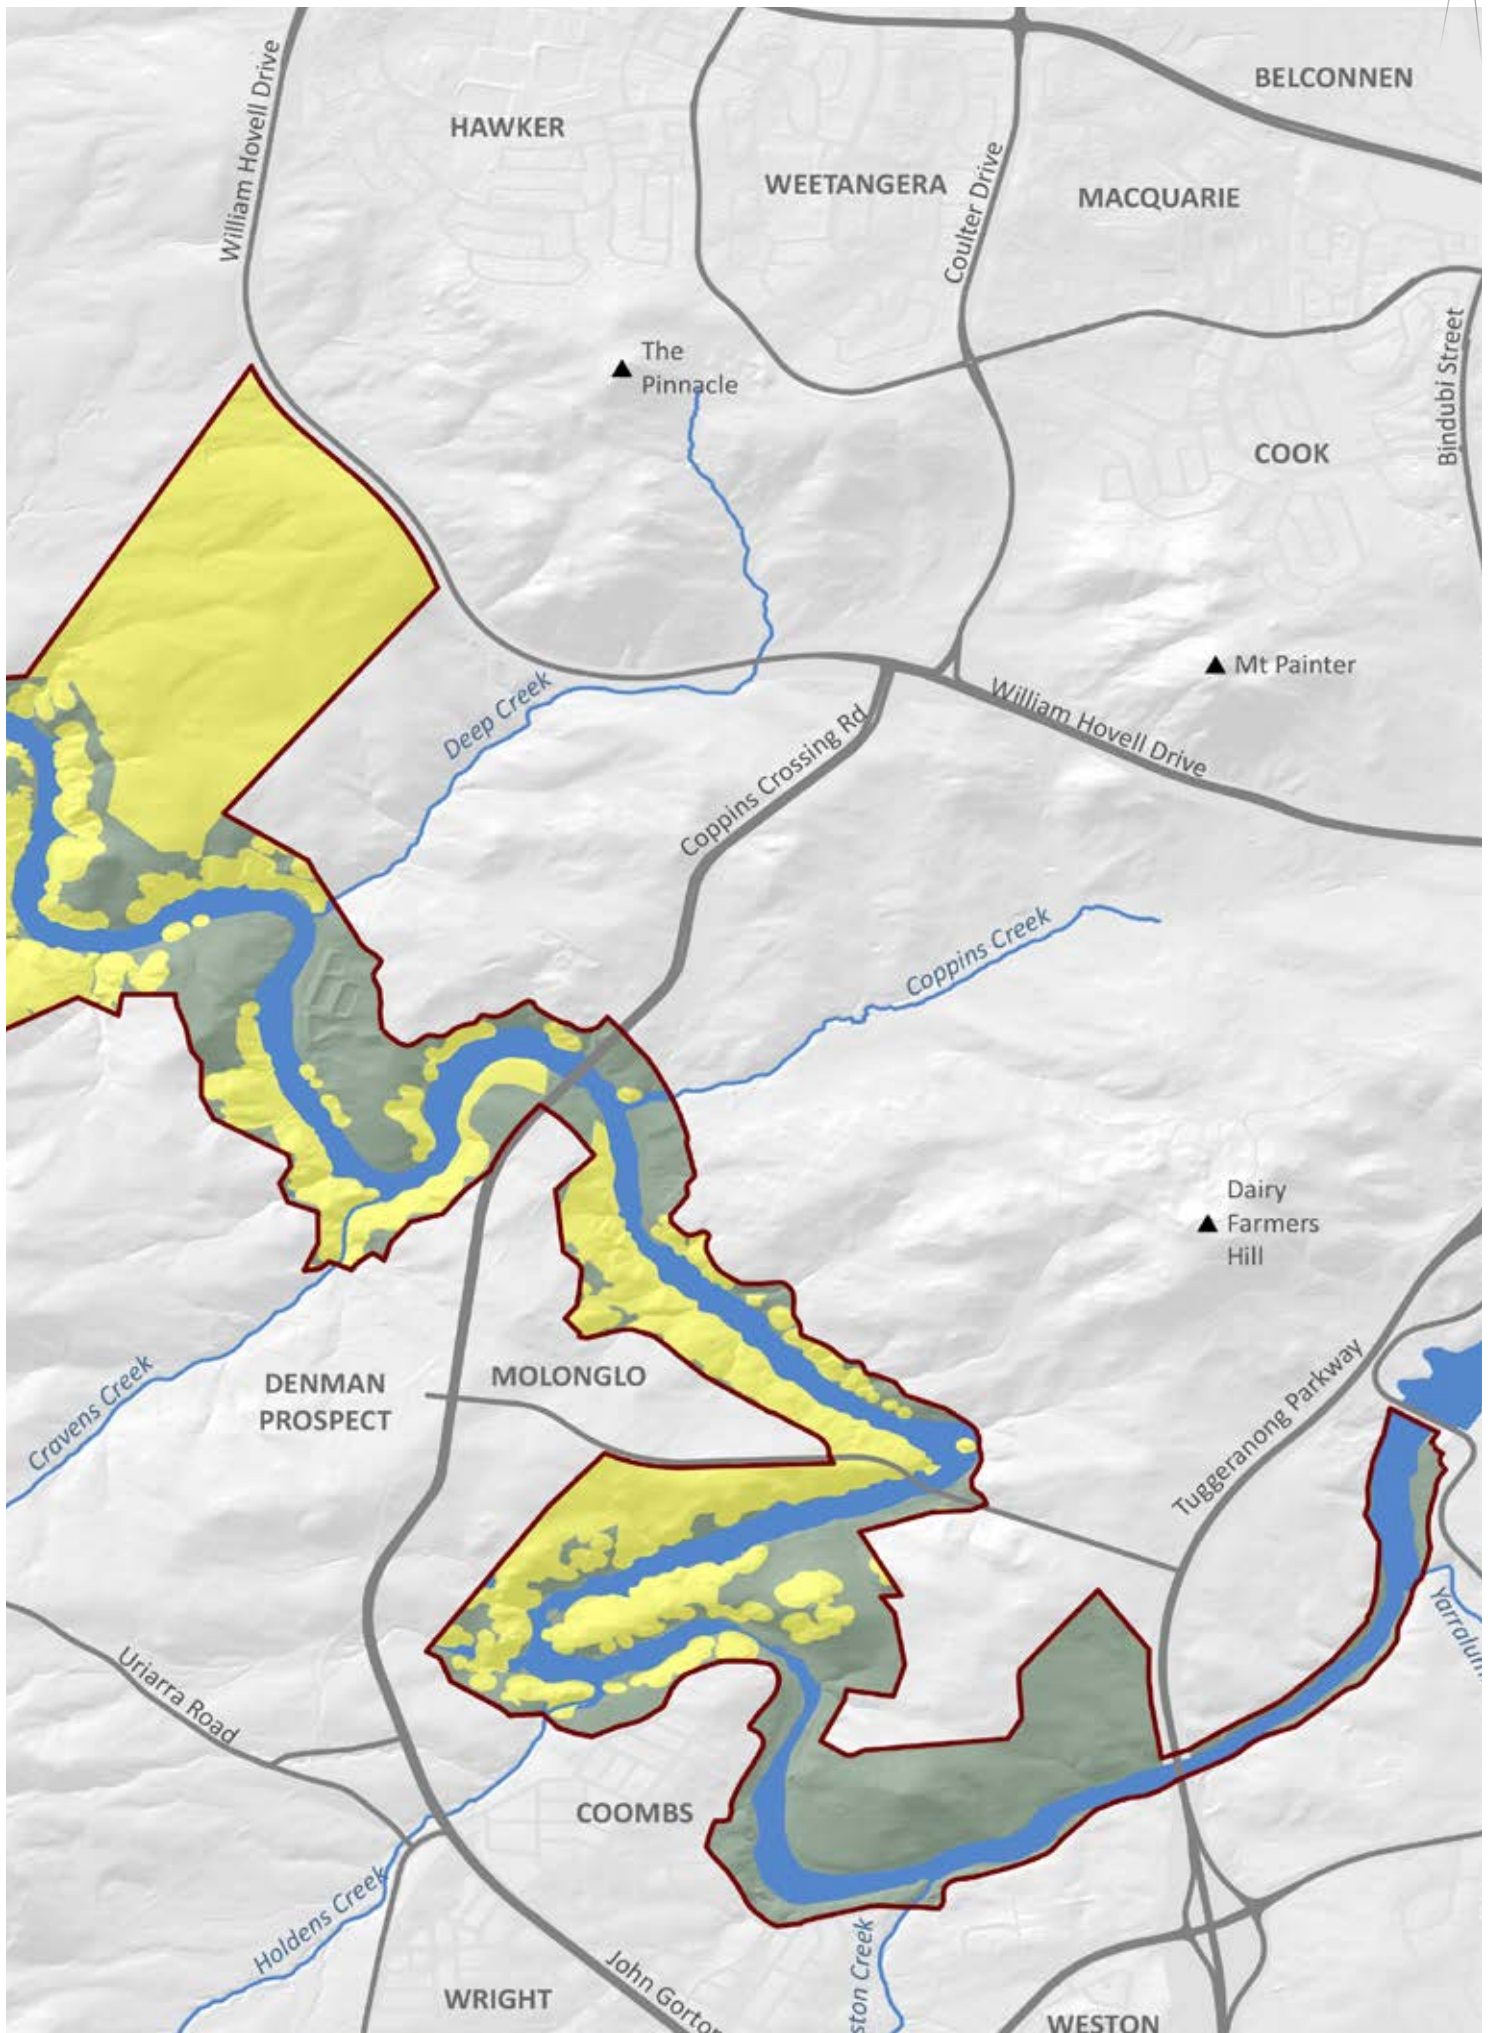 BELCONNEN
HAWKER
William Hovell Drive
WEETANGERA
Coulter Drive
MACQUARIE
The
Pinnacle
Bindubi Street
COOK
Mt Painter
Deep Creek
William Hovell Drive
Coppins Crossing Rd
Coppins Creek
Dairy
Farmers
Hill
Cravens Creek
DENMAN
PROSPECT
MOLONGLO
Tuggeranong Parkway
Yarralum
Uriarra Road
COOMBS
Holdens Creek
WRIGHT
John Gorton
ston Creek
WESTON